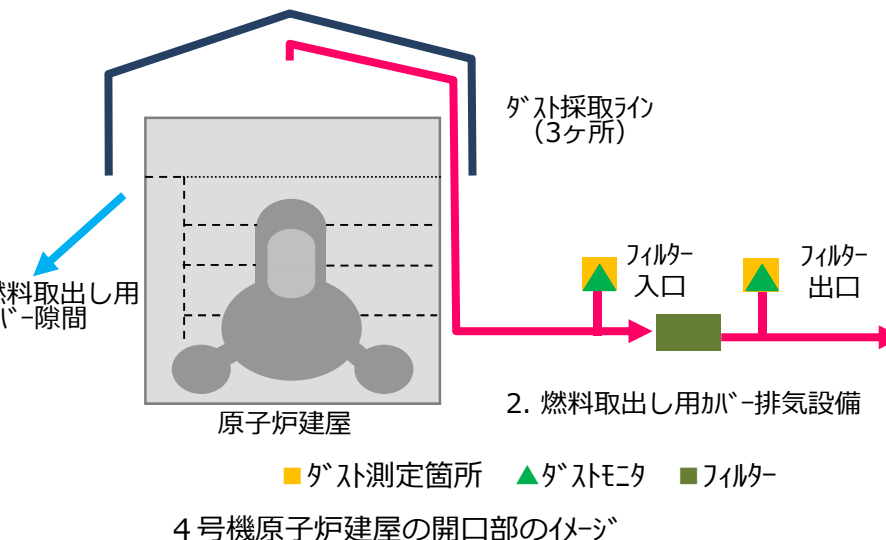 ﾀﾞｽﾄ採取ﾗｲﾝ
（3ヶ所）
ﾌｨﾙﾀｰ
入口
ﾌｨﾙﾀｰ
出口
料取出し用
ﾊﾞｰ隙間
原子炉建屋
2. 燃料取出し用ｶﾊﾞｰ排気設備
ﾀﾞｽﾄ測定箇所 ﾀﾞｽﾄﾓﾆﾀ ﾌｨﾙﾀｰ
４号機原子炉建屋の開口部のｲﾒｰｼﾞ